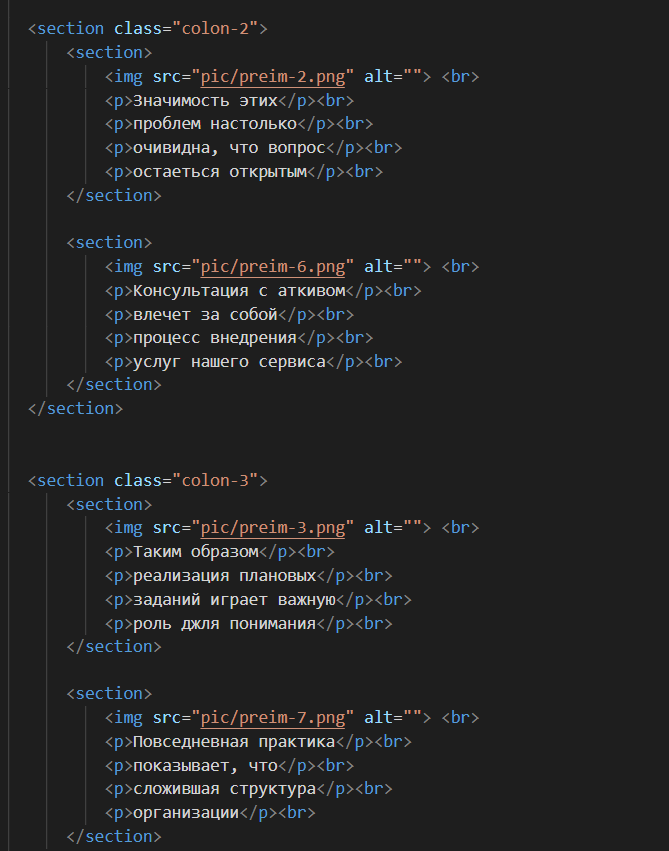 <section class="colon-2">
<section>
<img src="pic/preim-2.png" alt=""> <br>
<p>Значимость этих</p><br>
<p>проблем настолько</p><br>
<p>очивидна, что вопрос</p><br>
<p>остаеться открытым</p><br>
</section>
<section>
<img src="pic/preim-6.png" alt=""> <br>
<p>Консультация с аткивом</p><br>
<p>влечет за собой</p><br>
<p>процесс внедрения</p><br>
<p>услуг нашего сервиса</p><br>
</section>
</section>
<section class="colon-3">
<section>
<img src="pic/preim-3.png" alt=""> <br>
<p>Таким образом</p><br>
<p>реализация плановых</p><br>
<p>заданий играет важную</p><br>
<p>роль джля понимания</p><br>
</section>
<section>
<img src="pic/preim-7.png" alt=""> <br>
<p>Повседневная практика</p><br>
<p>показывает, что</p><br>
<p>сложившая структура</p><br>
<p>организации</p><br>
</section>